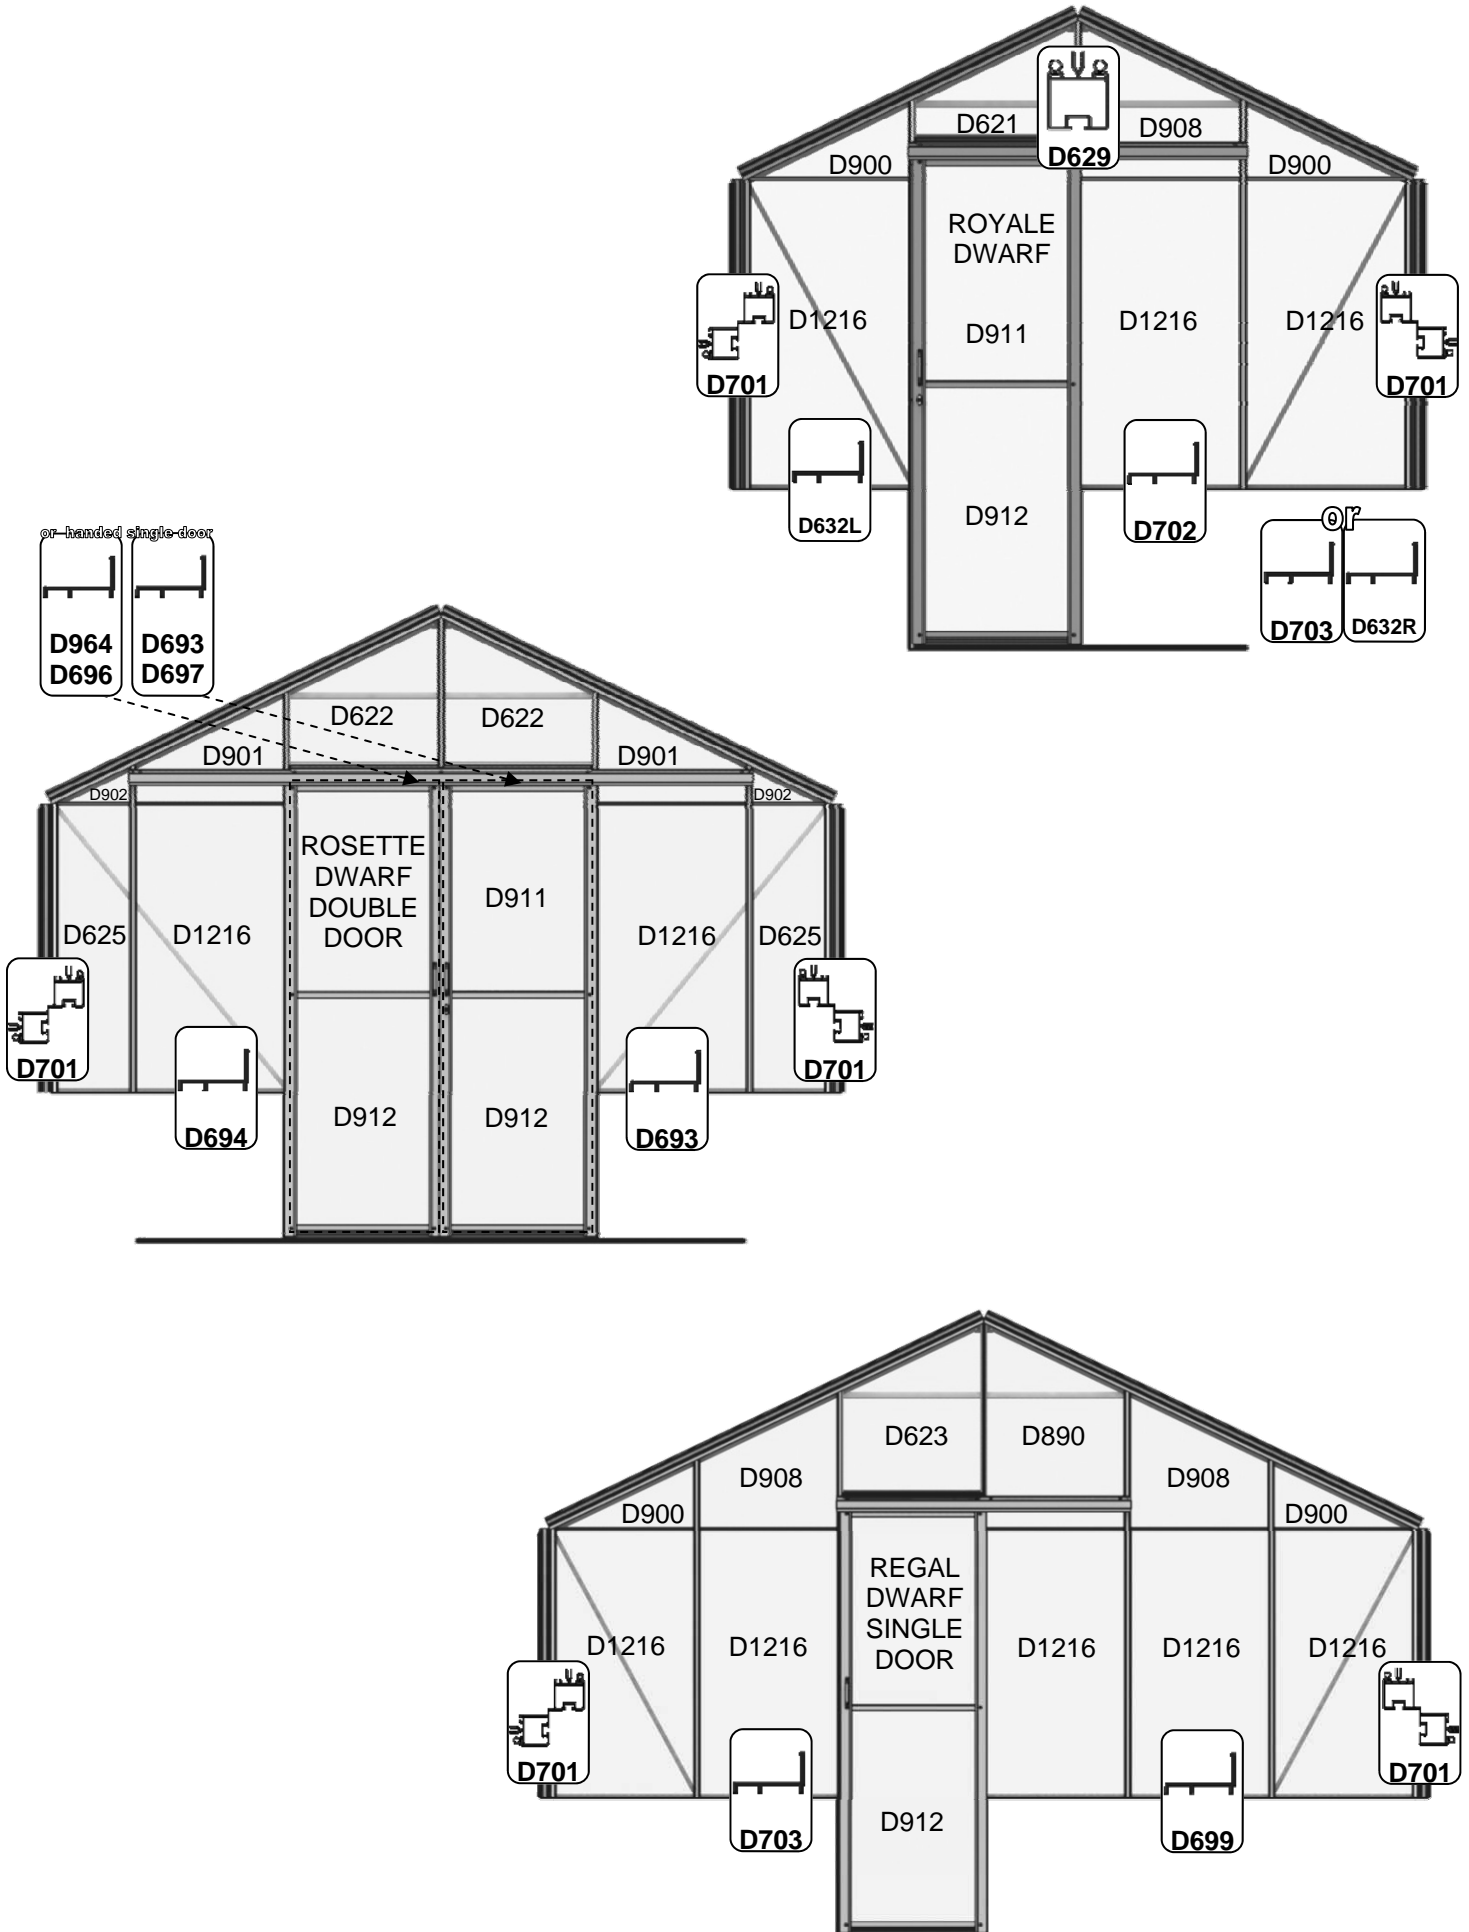 D621
D908
D629
D900
D900
ROYALE
DWARF
D1216
D911
D1216
D1216
D701
D701
D632L
D912
D702
or
D703
D632R
or handed single door
D964
D696
D693
D697
D622
D622
D901
D901
D902
D902
ROSETTE
DWARF
DOUBLE
DOOR
D911
D625
D1216
D1216
D625
D701
D701
D694
D912
D912
D693
D623
D890
D908
D908
D900
D900
REGAL
DWARF
SINGLE
DOOR
D1216
D1216
D1216
D1216
D1216
D701
D701
D703
D912
D699